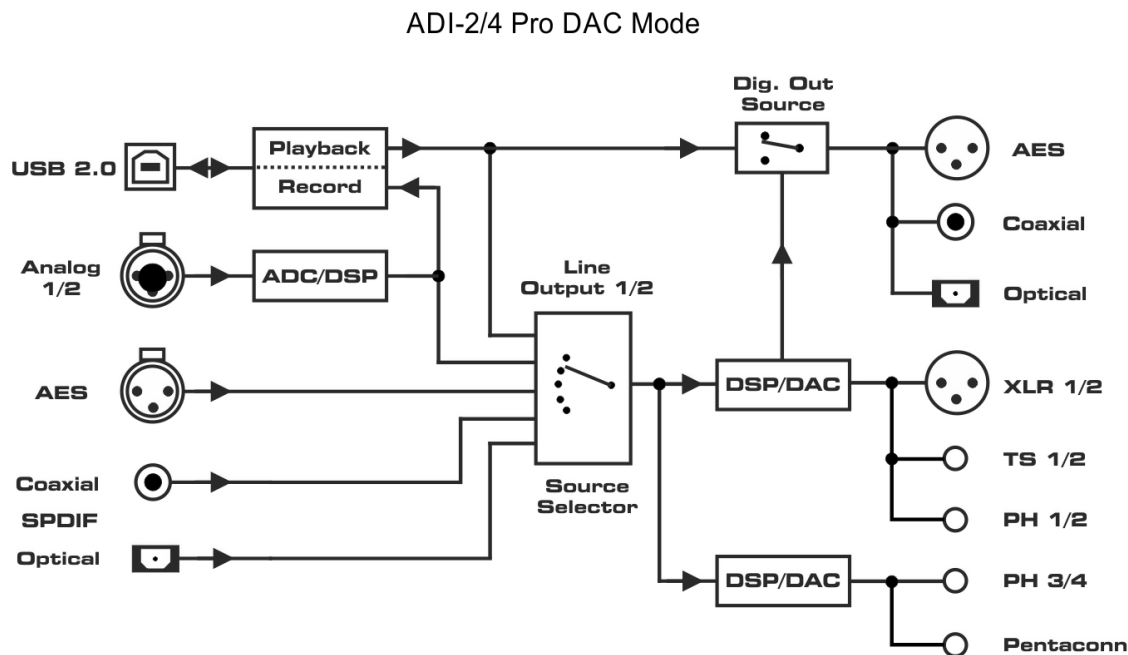 ADI-2/4 Pro DAC Mode
Dig. Out
Source
USB 2.0
Playback
Record
AES
Coaxial
Analog
1/2
ADC/DSP
Line
Output 1/2
Optical
AES
DSP/DAC
XLR 1/2
TS 1/2
Coaxial
SPDIF
Optical
Source
Selector
PH 1/2
DSP/DAC
PH 3/4
Pentaconn